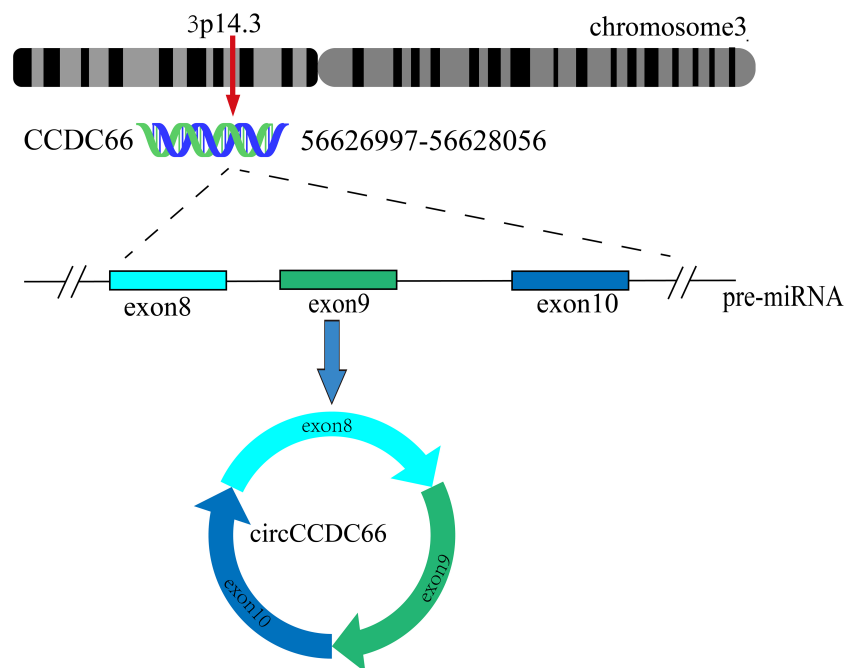 3p14.3
chromosome3
CCDC66
56626997-56628056
exon8
exon9
exon10
pre-miRNA
exon8
circCCDC66
exon9
exon10